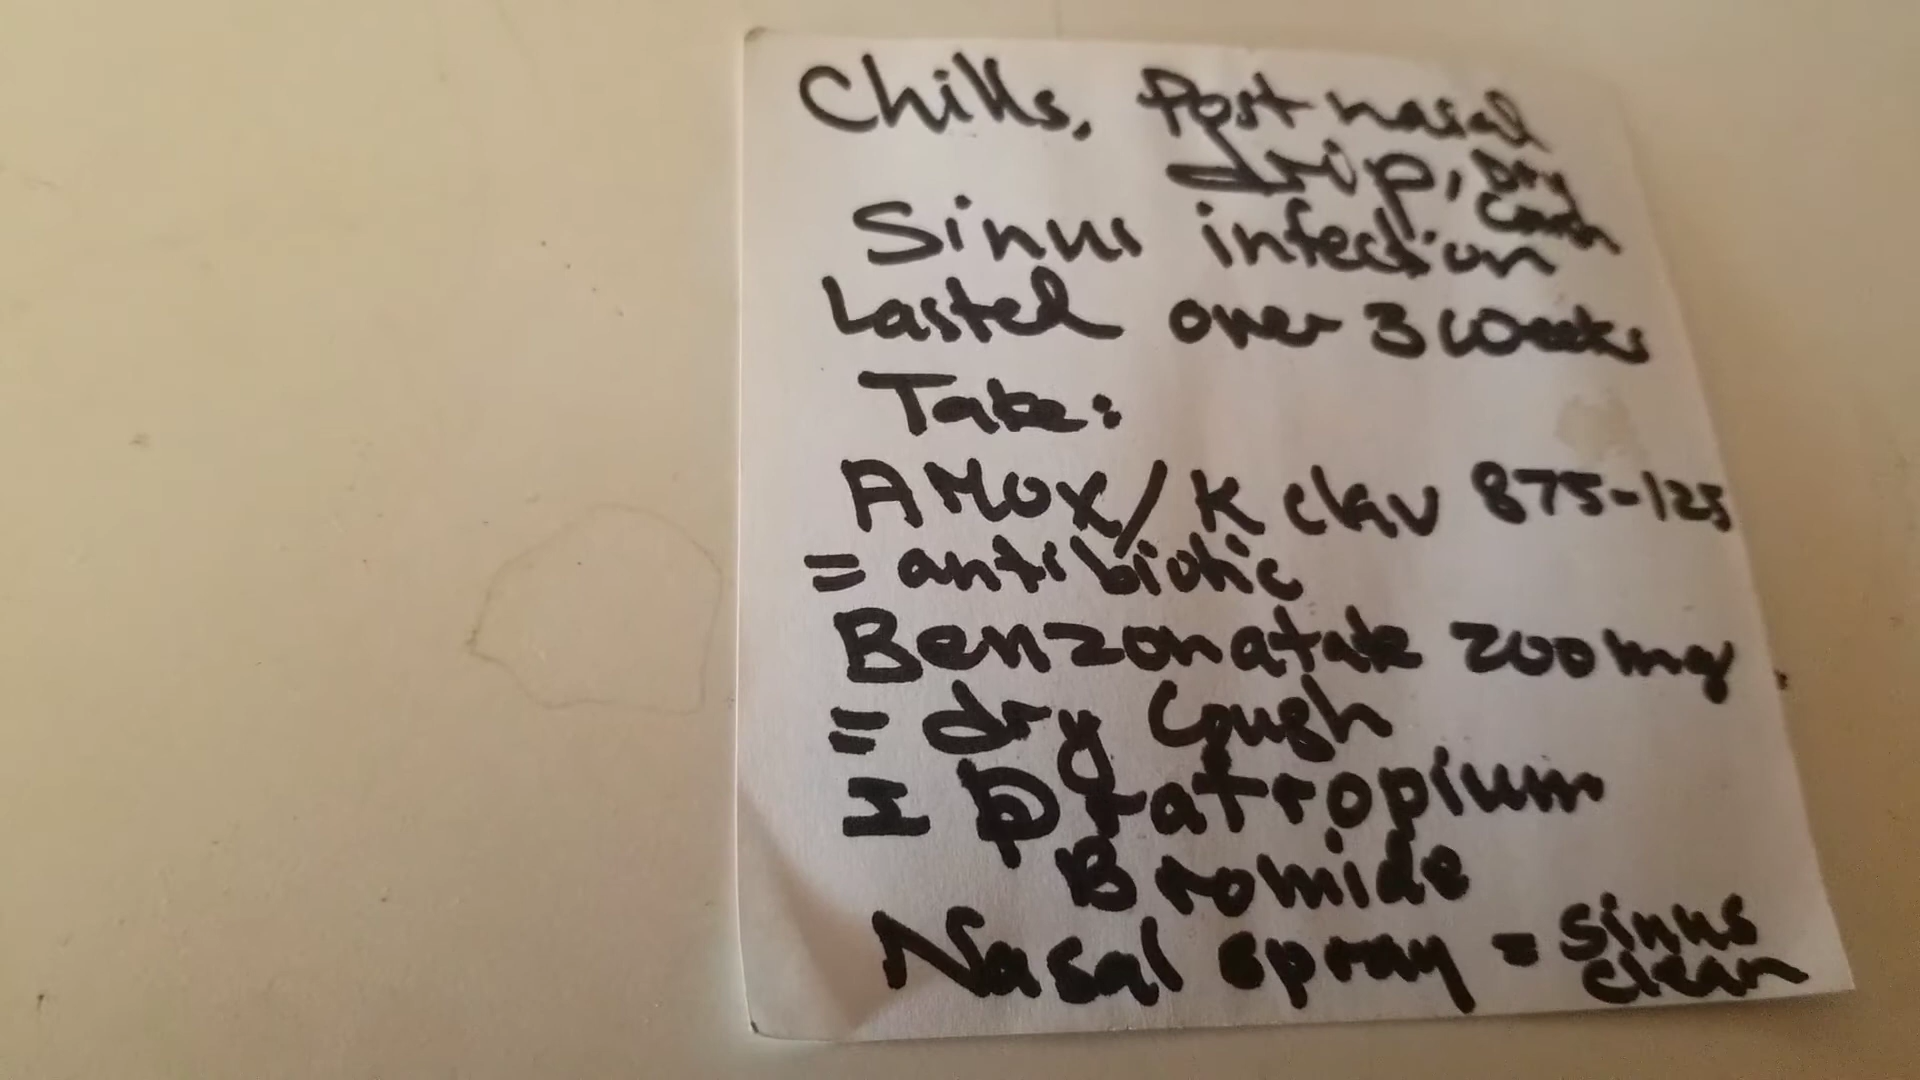 Chills, Post nasal
drip, Dry
Cough
Sinus infection
Lasted over 3 weeks
Take:
AMOX/K clav 875-125
= antibiotic
Benzonatate 200mg
= dry Cough
= Ipratropium
Bromide
Nasal spray = sinus
clean